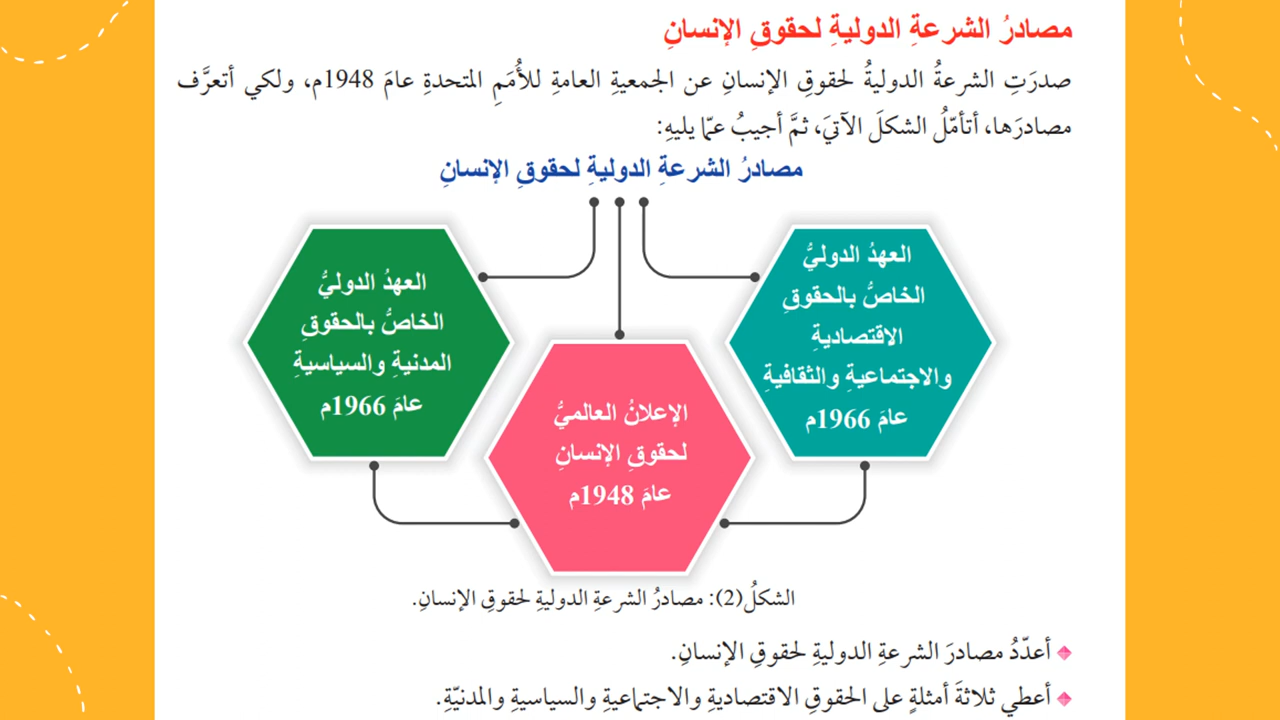 مصادرُ الشرعةِ الدوليةِ لحقوقِ الإنسانِ
صدرَتِ الشرعةُ الدوليةُ لحقوقِ الإنسانِ عن الجمعيةِ العامةِ للأُمَمِ المتحدةِ عامَ 1948م، ولكي أتعرَّف
مصادرَها، أتأمّلُ الشكلَ الآتيَ، ثمَّ أجيبُ عمّا يليهِ:
مصادرُ الشرعةِ الدوليةِ لحقوقِ الإنسانِ
العهدُ الدوليُّ
الخاصُّ بالحقوقِ
الاقتصاديةِ
والاجتماعيةِ والثقافيةِ
عامَ 1966م
الإعلانُ العالميُّ
لحقوقِ الإنسانِ
عامَ 1948م
العهدُ الدوليُّ
الخاصُّ بالحقوقِ
المدنيةِ والسياسيةِ
عامَ 1966م
الشكلُ(2): مصادرُ الشرعةِ الدوليةِ لحقوقِ الإنسانِ.
أعدّدُ مصادرَ الشرعةِ الدوليةِ لحقوقِ الإنسانِ.
أعطي ثلاثةَ أمثلةٍ على الحقوقِ الاقتصاديةِ والاجتماعيةِ والسياسيةِ والمدنيّةِ.